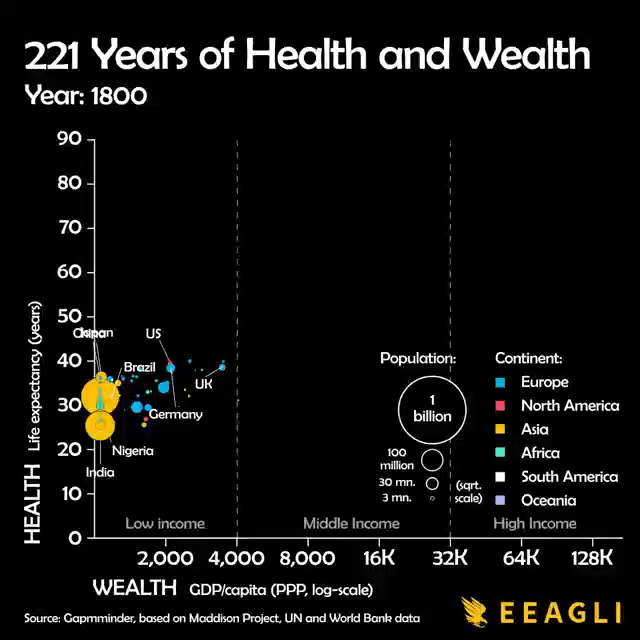 221 Years of Health and Wealth
Year: 1800
90
80
70
60
50
40
30
20
10
0
HEALTH Life expectancy (years)
Japan
US
Brazil
UK
Germany
Nigeria
India
Population:
1
billion
100
million
30 mn.
3 mn.
(sqrt.
scale)
Continent:
Europe
North America
Asia
Africa
South America
Oceania
Low income
Middle Income
High Income
2,000
4,000
8,000
16K
32K
64K
128K
WEALTH GDP/capita (PPP, log-scale)
Source: Gapmminder, based on Maddison Project, UN and World Bank data
EEAGLI